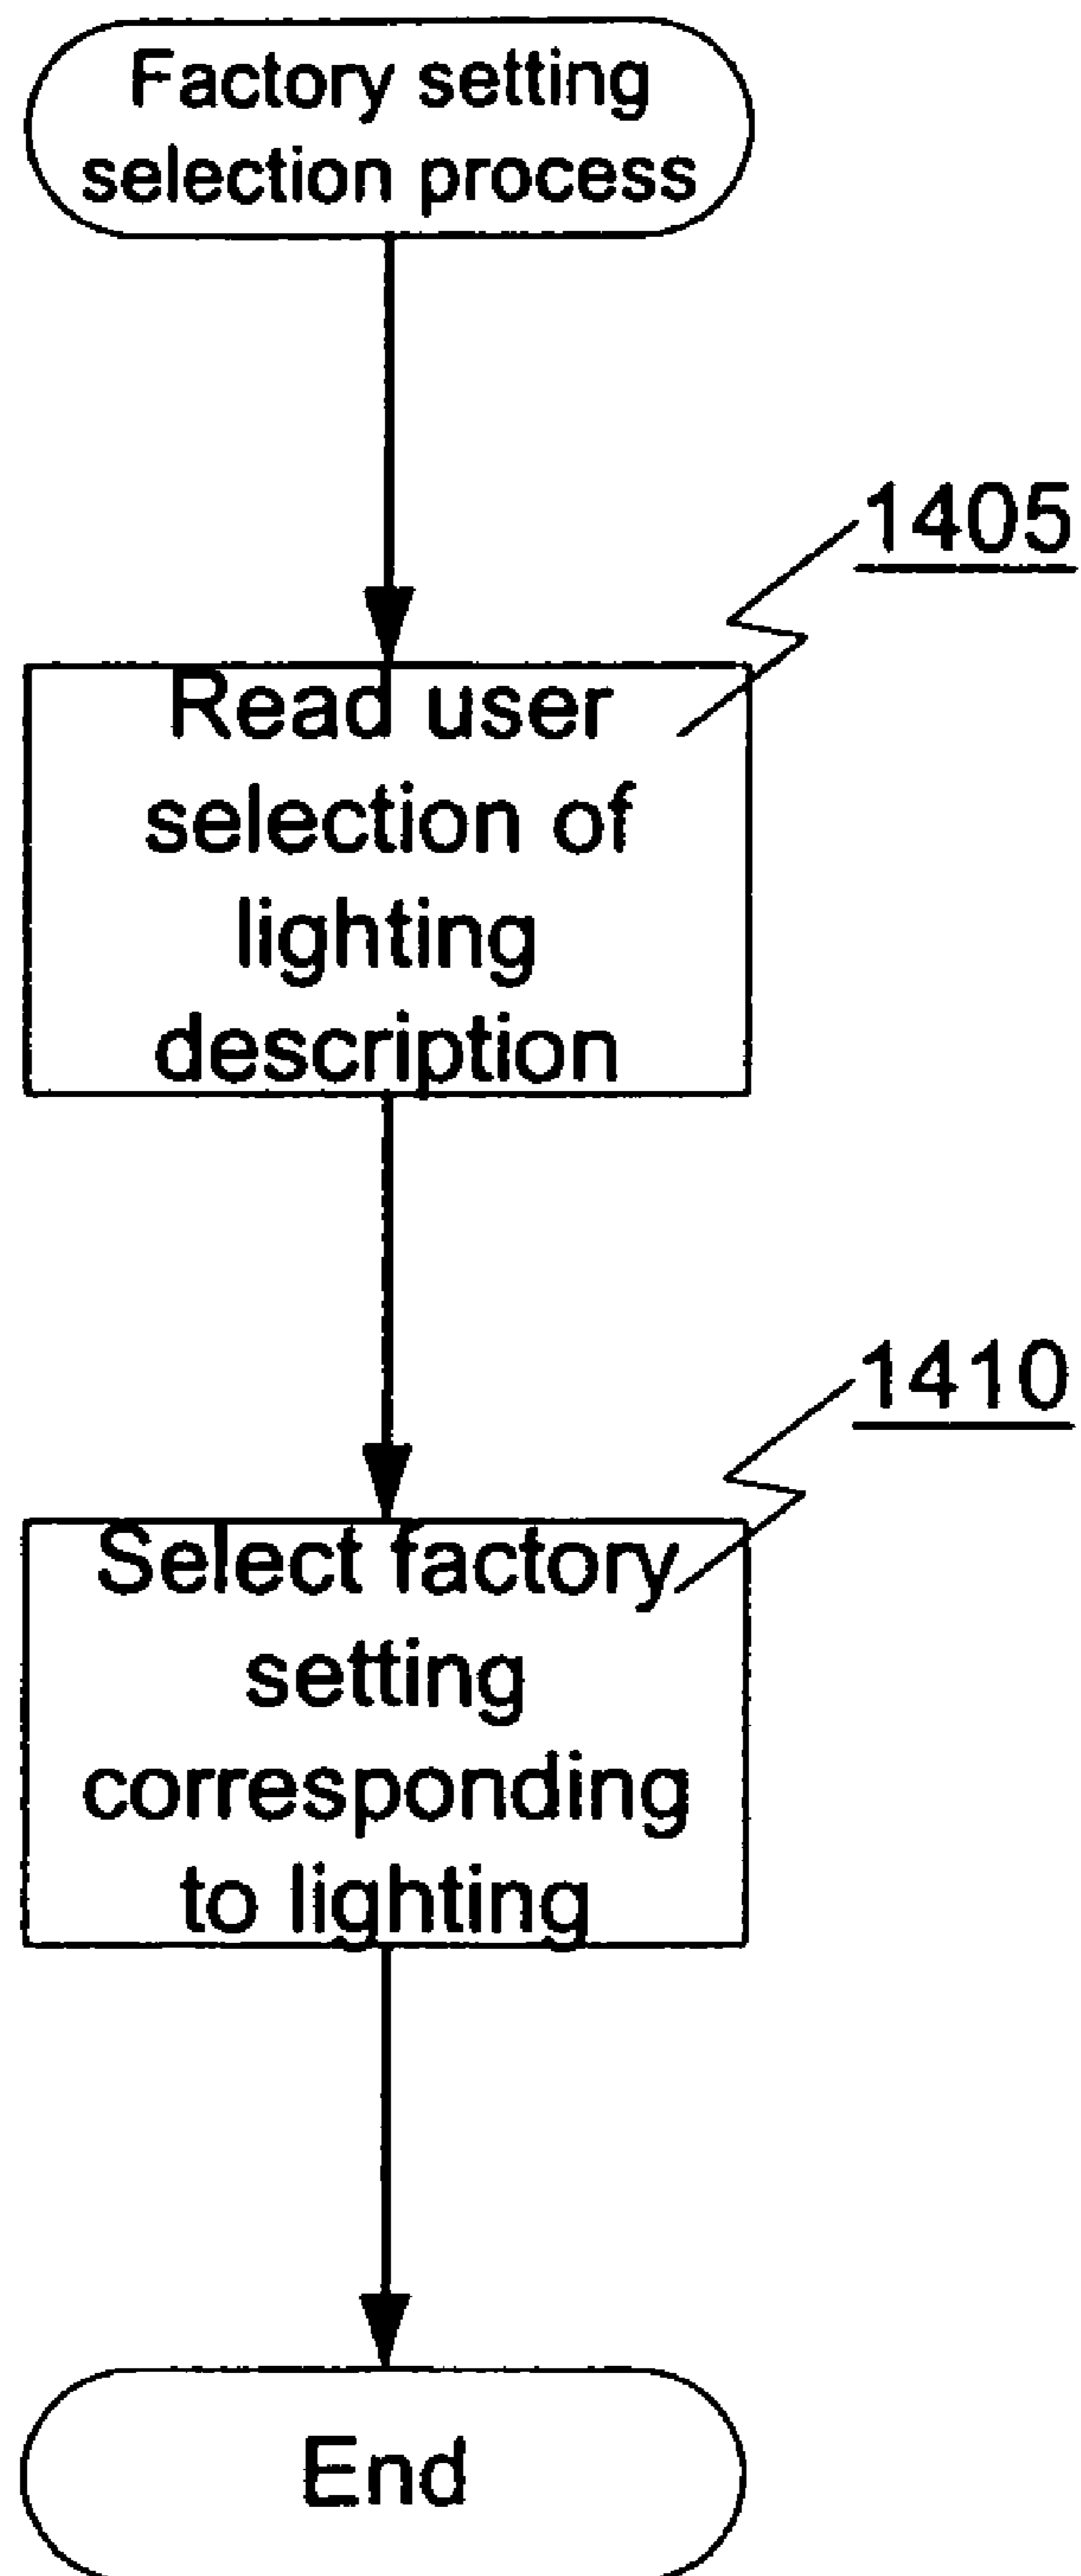 Factory setting
selection process
1405
Read user
selection of
lighting
description
1410
Select factory
setting
corresponding
to lighting
End